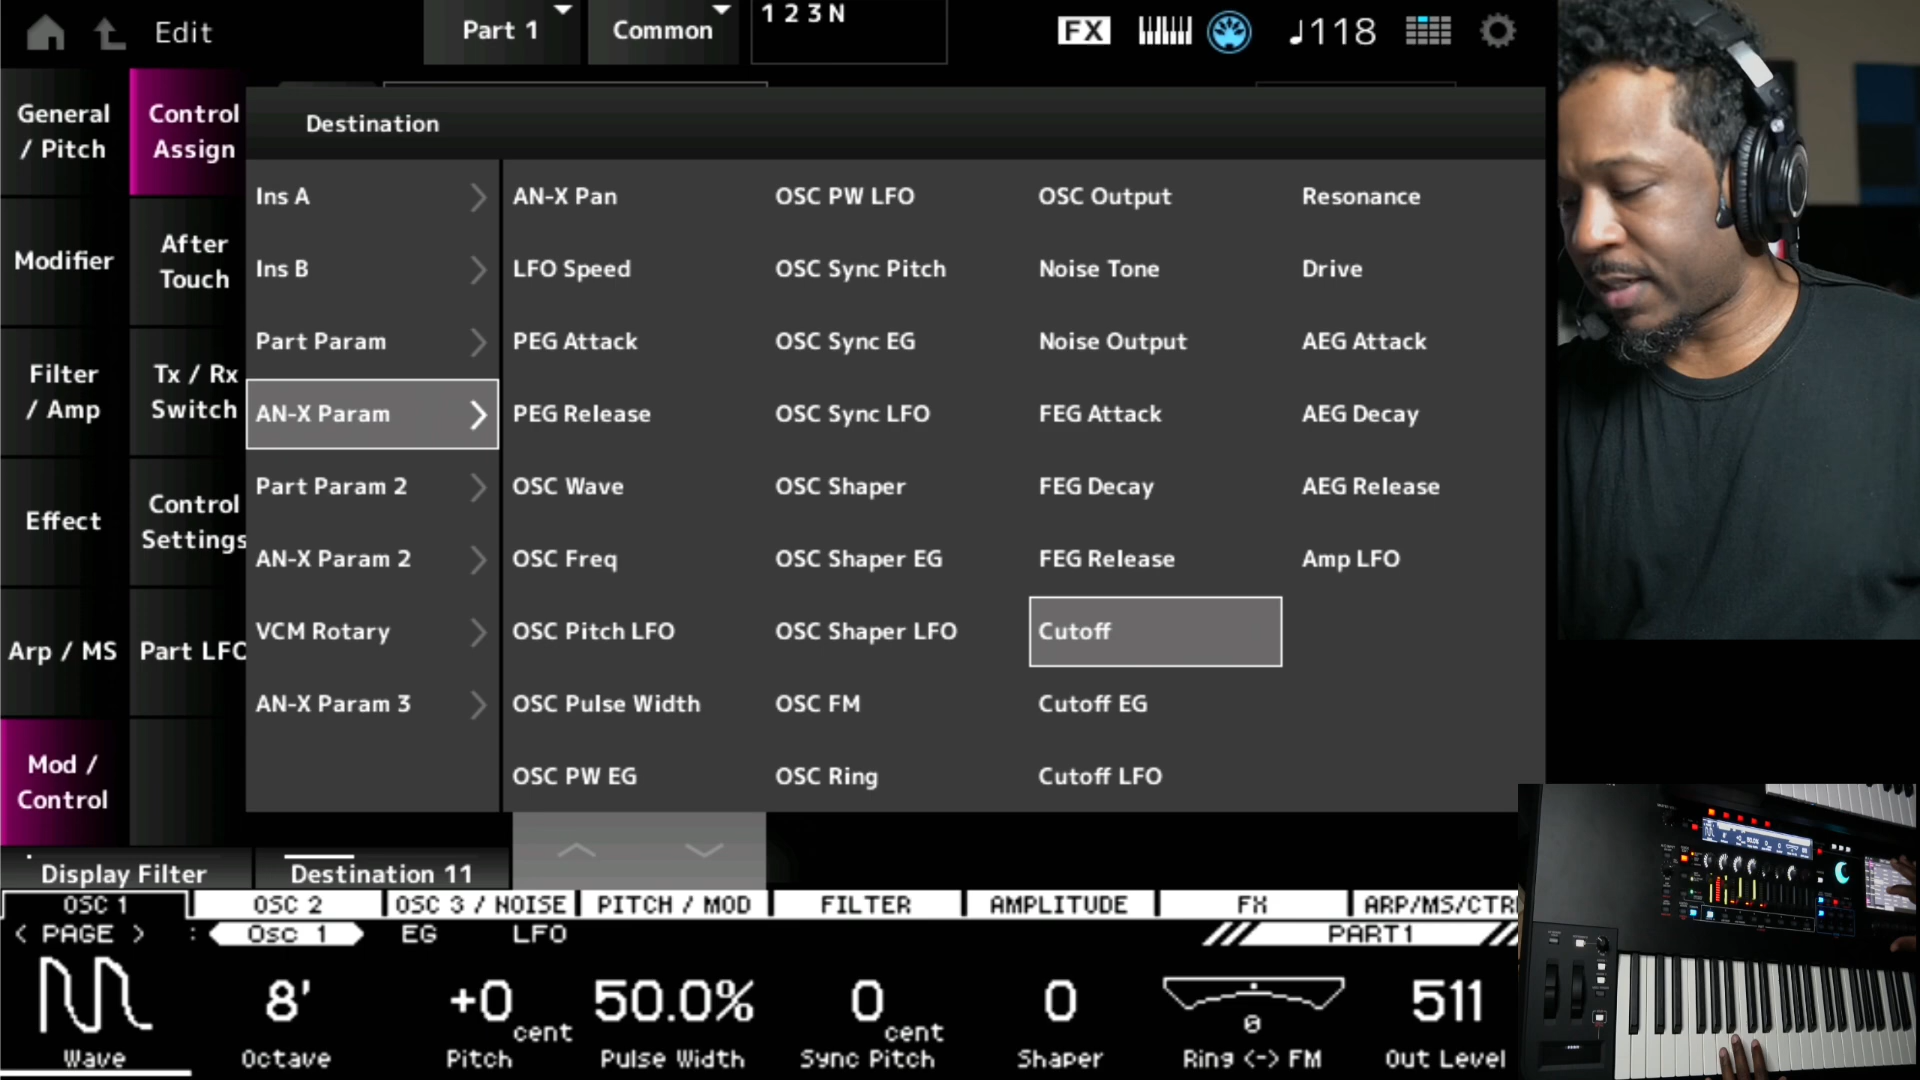 Edit
Part 1
Common
1 2 3 N
FX
♩118
General
/ Pitch
Control
Assign
Destination
Modifier
After
Touch
Filter
/ Amp
Tx / Rx
Switch
Effect
Control
Settings
Arp / MS
Part LFO
Mod /
Control
Ins A
Ins B
Part Param
AN-X Param
Part Param 2
AN-X Param 2
VCM Rotary
AN-X Param 3
AN-X Pan
LFO Speed
PEG Attack
PEG Release
OSC Wave
OSC Freq
OSC Pitch LFO
OSC Pulse Width
OSC PW EG
OSC PW LFO
OSC Sync Pitch
OSC Sync EG
OSC Sync LFO
OSC Shaper
OSC Shaper EG
OSC Shaper LFO
OSC FM
OSC Ring
OSC Output
Noise Tone
Noise Output
FEG Attack
FEG Decay
FEG Release
Cutoff
Cutoff EG
Cutoff LFO
Resonance
Drive
AEG Attack
AEG Decay
AEG Release
Amp LFO
Display Filter
Destination 11
OSC 1
OSC 2
OSC 3 / NOISE
PITCH / MOD
FILTER
AMPLITUDE
FX
ARP/MS/CTR
< PAGE > :
Osc 1
EG
LFO
PART1
8'
+0 cent
50.0%
0 cent
0
0
511
Wave
Octave
Pitch
Pulse Width
Sync Pitch
Shaper
Ring <-> FM
Out Level